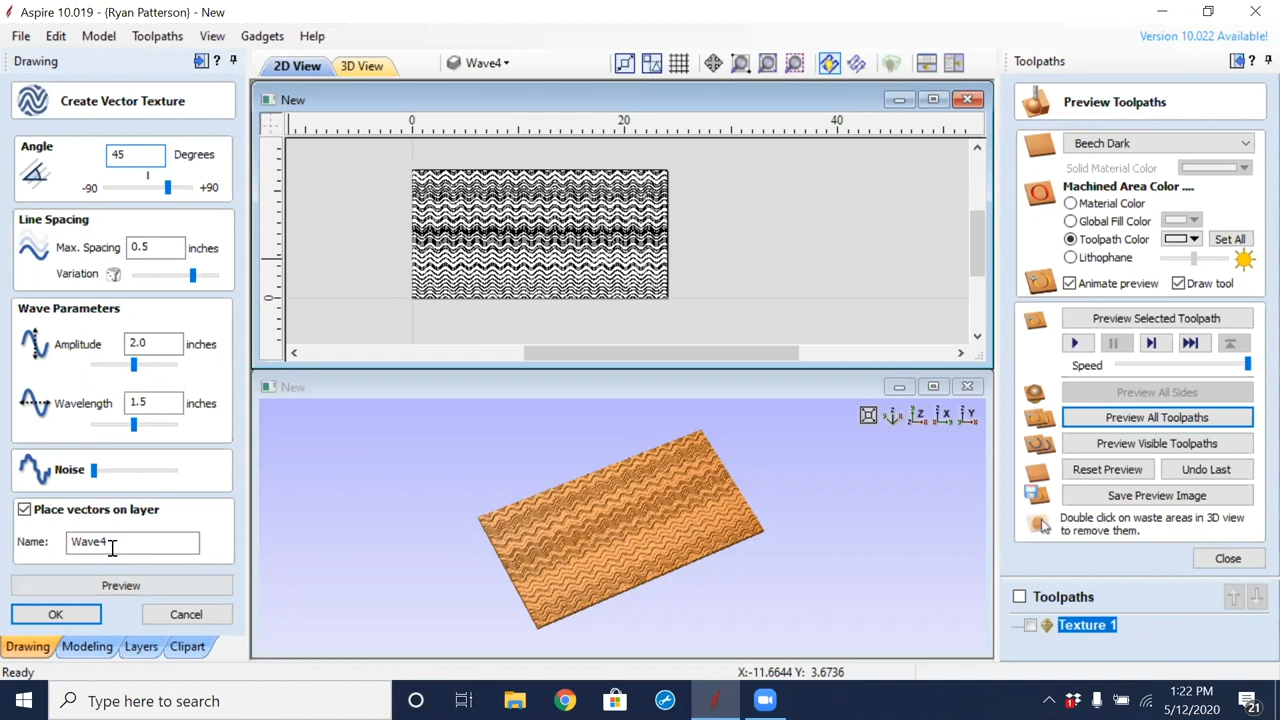 Aspire 10.019 - {Ryan Patterson} - New
File Edit Model Toolpaths View Gadgets Help
Version 10.022 Available!
Drawing
Create Vector Texture
Angle
45 Degrees
-90 +90
Line Spacing
Max. Spacing 0.5 inches
Variation
Wave Parameters
Amplitude 2.0 inches
Wavelength 1.5 inches
Noise
Place vectors on layer
Name: Wave4
Preview
OK Cancel
Drawing Modeling Layers Clipart
2D View 3D View Wave4
New
0 20 40
0
New
Z Z X Y
Toolpaths
Preview Toolpaths
Beech Dark
Solid Material Color
Machined Area Color ....
Material Color
Global Fill Color
Toolpath Color Set All
Lithophane
Animate preview Draw tool
Preview Selected Toolpath
Speed
Preview All Sides
Preview All Toolpaths
Preview Visible Toolpaths
Reset Preview Undo Last
Save Preview Image
Double click on waste areas in 3D view
to remove them.
Close
Toolpaths
Texture 1
Ready X:-11.6644 Y: 3.6736
Type here to search
1:22 PM
5/12/2020
21